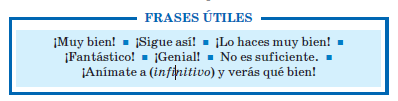 FRASES ÚTILES
¡Muy bien! ▪ ¡Sigue así! ▪ ¡Lo haces muy bien! ▪
¡Fantástico! ▪ ¡Genial! ▪ No es suficiente. ▪
¡Anímate a (infinitivo) y verás qué bien!